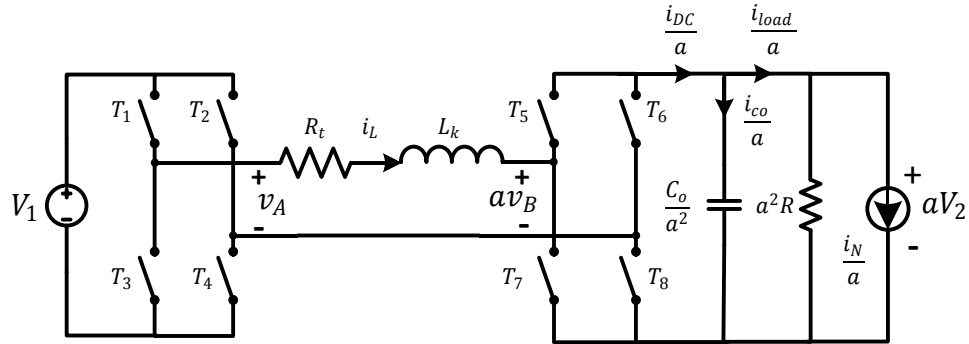 i_DC/a
i_load/a
T_1
T_2
R_t
i_L
L_k
T_5
T_6
i_co/a
V_1
+
-
+
v_A
-
+
av_B
-
C_o/a^2
a^2R
+
aV_2
-
i_N/a
T_3
T_4
T_7
T_8